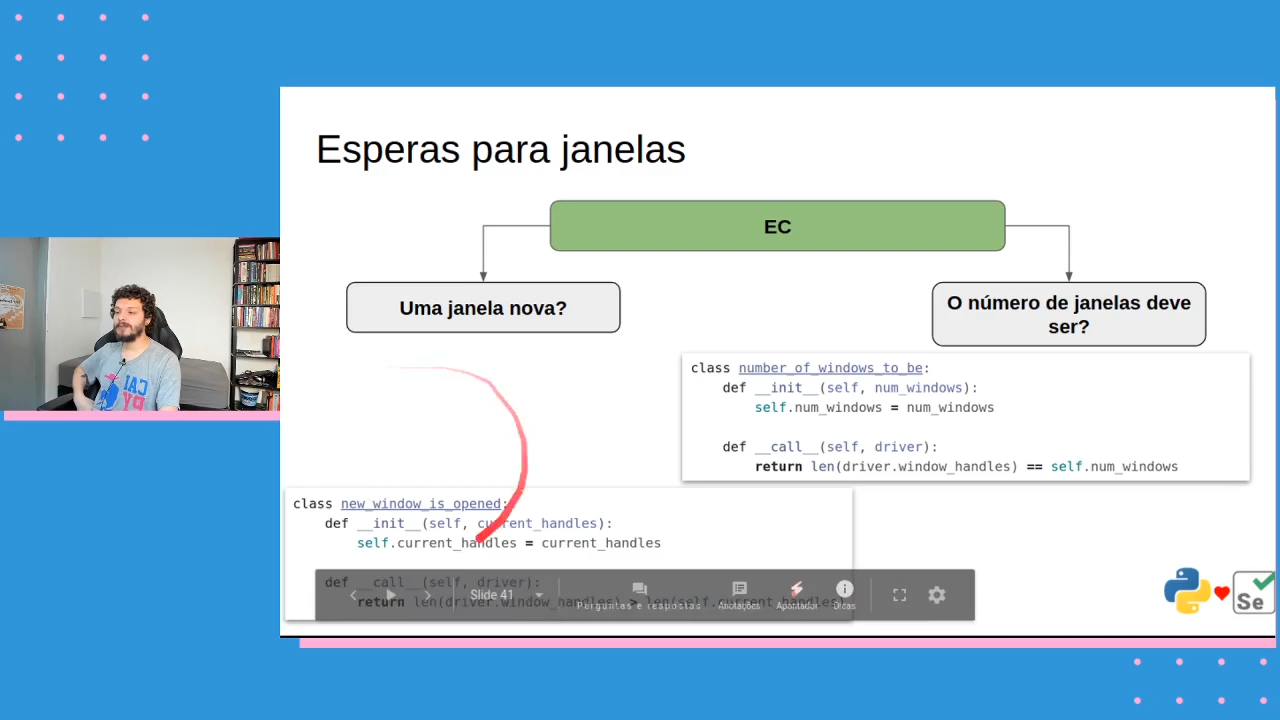 Esperas para janelas
EC
Uma janela nova?
O número de janelas deve
ser?
class number_of_windows_to_be:
def __init__(self, num_windows):
self.num_windows = num_windows
def __call__(self, driver):
return len(driver.window_handles) == self.num_windows
class new_window_is_opened:
def __init__(self, current_handles):
self.current_handles = current_handles
def __call__(self, driver):
return len(driver.window_handles) > len(self.current_handles)
Slide 41
Perguntas e respostas
Anotações
Apontador
Dicas
Se
CAI
PY